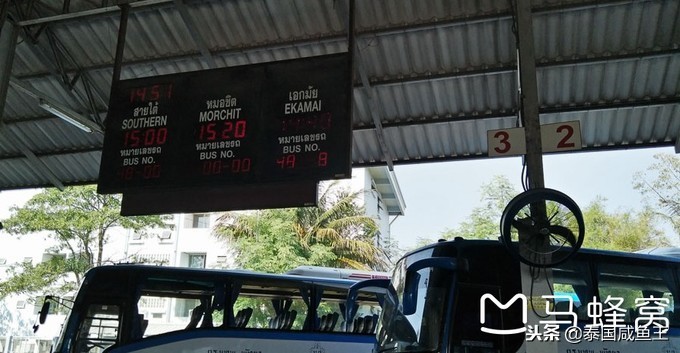 14:51
สายใต้
SOUTHERN
15:00
หมายเลขรถ
BUS NO.
หมอชิต
MORCHIT
15:20
หมายเลขรถ
BUS NO.
00-00
เอกมัย
EKAMAI
หมายเลขรถ
BUS NO.
3
2
马蜂窝
头条@泰国咸鱼王